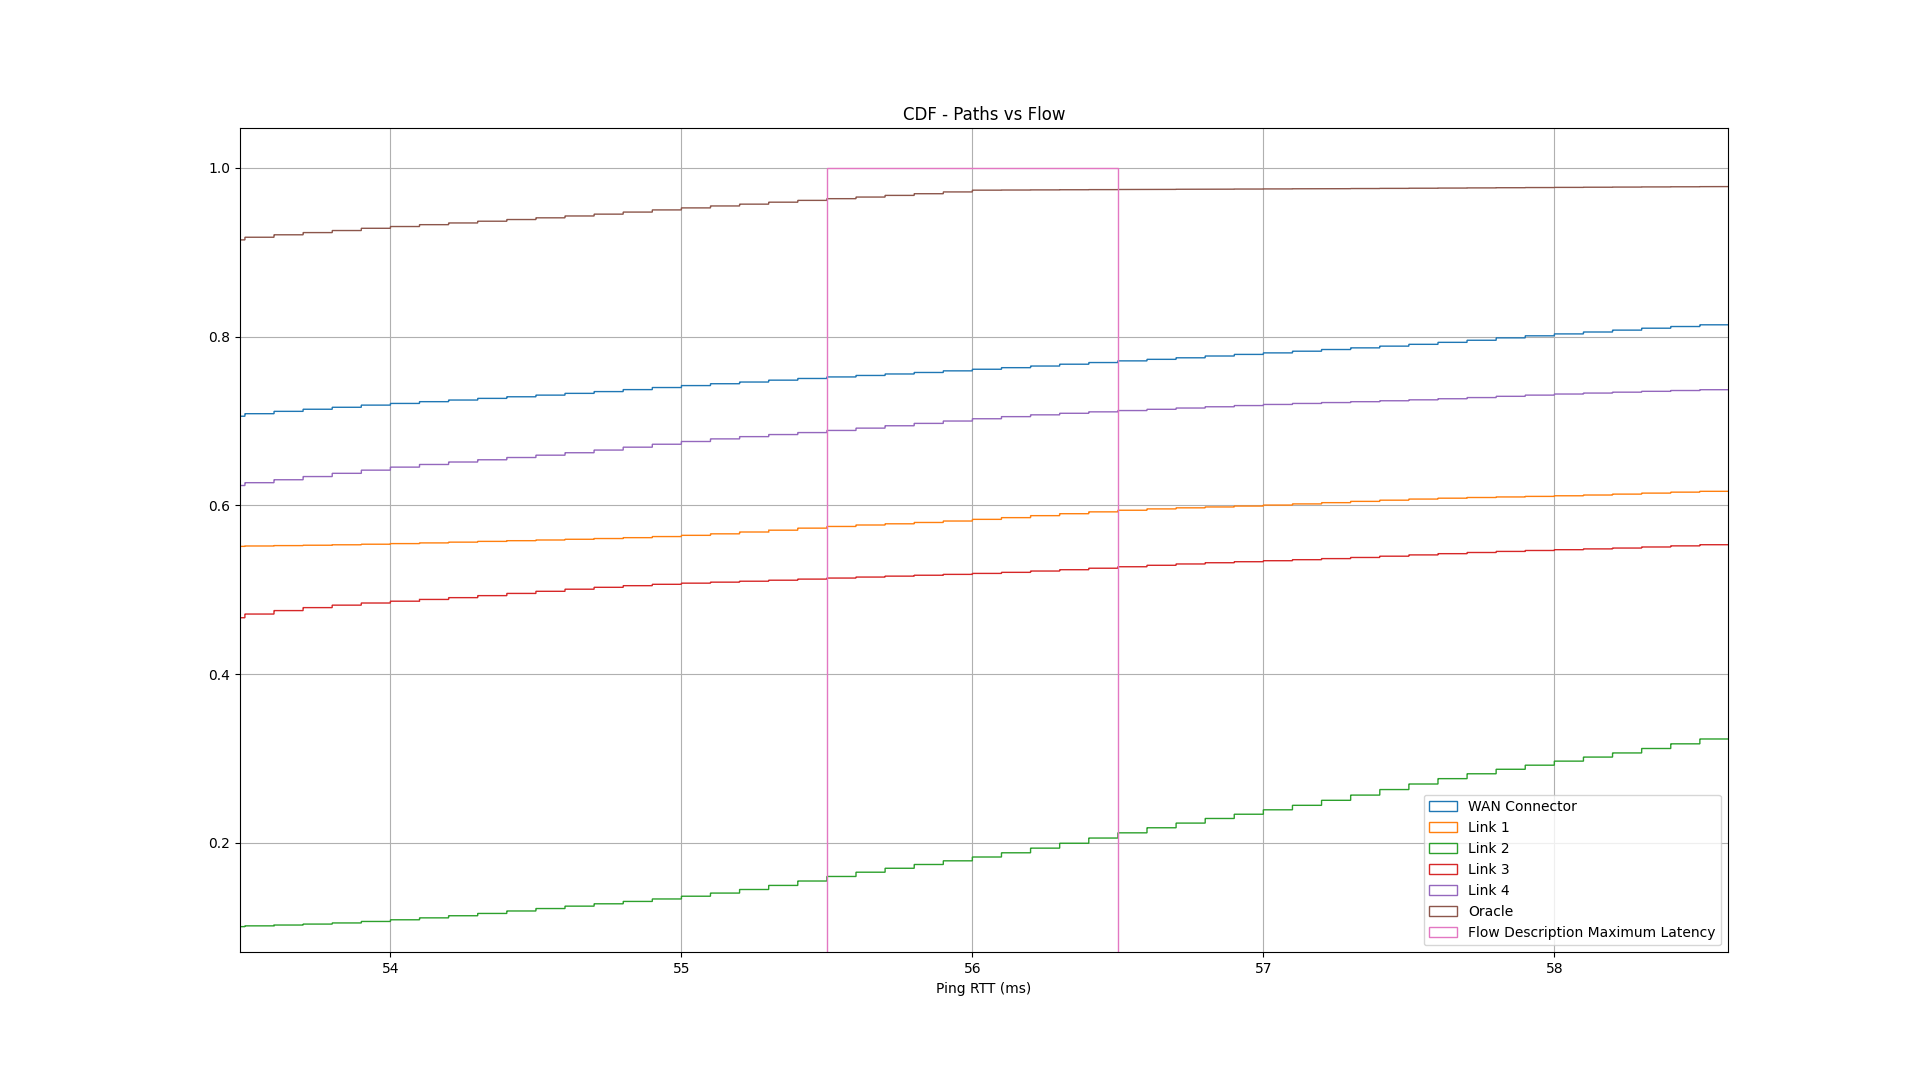 CDF - Paths vs Flow
1.0
0.8
0.6
0.4
0.2
54
55
56
57
58
Ping RTT (ms)
WAN Connector
Link 1
Link 2
Link 3
Link 4
Oracle
Flow Description Maximum Latency